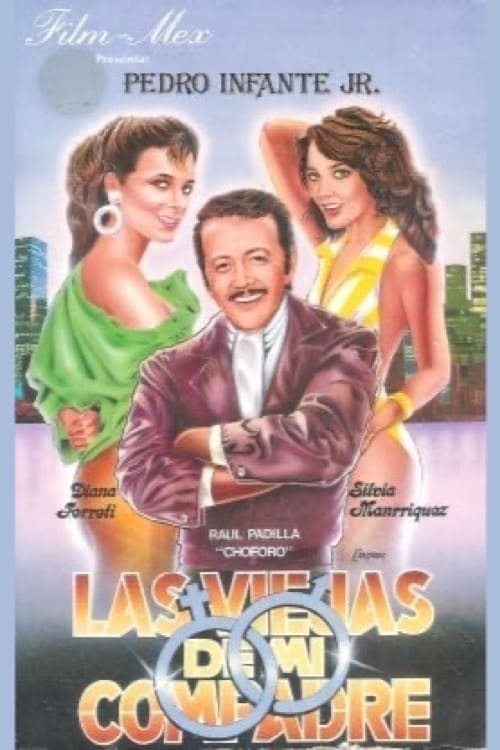 Film-Mex
Presenta:
PEDRO INFANTE JR.
Diana
Ferreti
Silvia
Manrriquez
RAUL PADILLA
"CHOFORO"
LAS VIEJAS
DE MI
COMPADRE